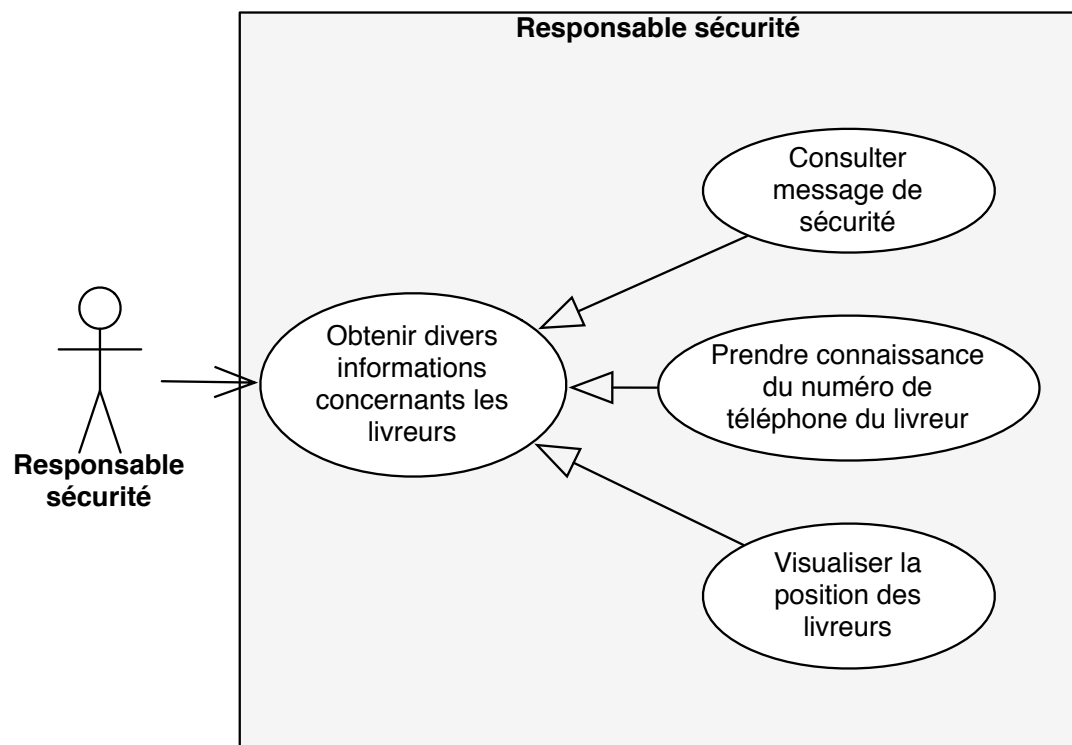 Responsable sécurité
Consulter
message de
sécurité
Obtenir divers
informations
concernants les
livreurs
Prendre connaissance
du numéro de
téléphone du livreur
Responsable
sécurité
Visualiser la
position des
livreurs